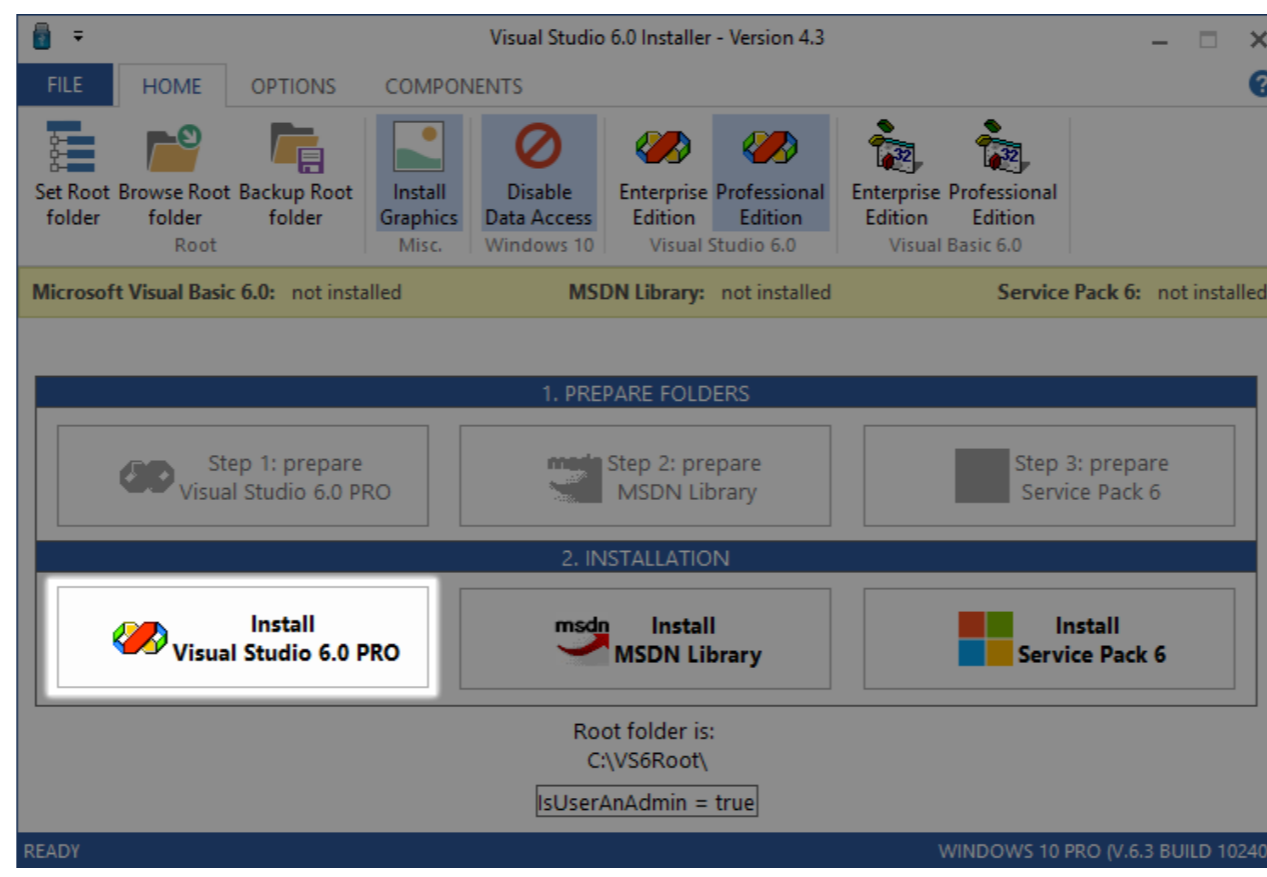 Visual Studio 6.0 Installer - Version 4.3
FILE HOME OPTIONS COMPONENTS
Set Root folder
Browse Root folder
Backup Root folder
Root
Install Graphics
Misc.
Disable Data Access
Windows 10
Enterprise Edition
Professional Edition
Visual Studio 6.0
Enterprise Edition
Professional Edition
Visual Basic 6.0
Microsoft Visual Basic 6.0: not installed MSDN Library: not installed Service Pack 6: not installed
1. PREPARE FOLDERS
Step 1: prepare
Visual Studio 6.0 PRO
msdn
Step 2: prepare
MSDN Library
Step 3: prepare
Service Pack 6
2. INSTALLATION
Install
Visual Studio 6.0 PRO
msdn
Install
MSDN Library
Install
Service Pack 6
Root folder is:
C:\VS6Root\
IsUserAnAdmin = true
READY WINDOWS 10 PRO (V.6.3 BUILD 10240